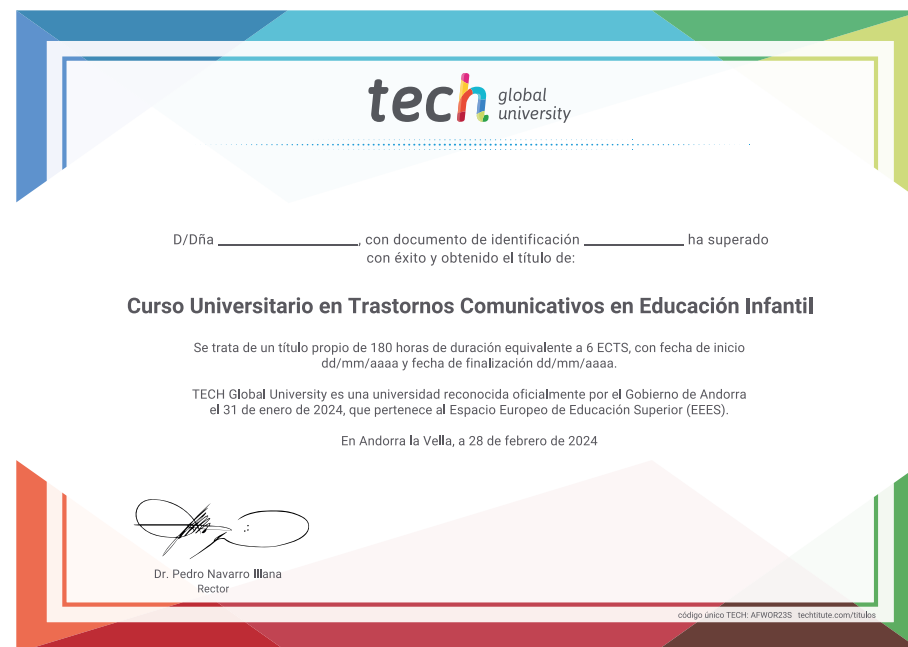 tech global university
D/Dña ________________, con documento de identificación ____________ ha superado
con éxito y obtenido el título de:
Curso Universitario en Trastornos Comunicativos en Educación Infantil
Se trata de un título propio de 180 horas de duración equivalente a 6 ECTS, con fecha de inicio
dd/mm/aaaa y fecha de finalización dd/mm/aaaa.
TECH Global University es una universidad reconocida oficialmente por el Gobierno de Andorra
el 31 de enero de 2024, que pertenece al Espacio Europeo de Educación Superior (EEES).
En Andorra la Vella, a 28 de febrero de 2024
Dr. Pedro Navarro Illana
Rector
código único TECH: AFWOR23S techtitute.com/titulos